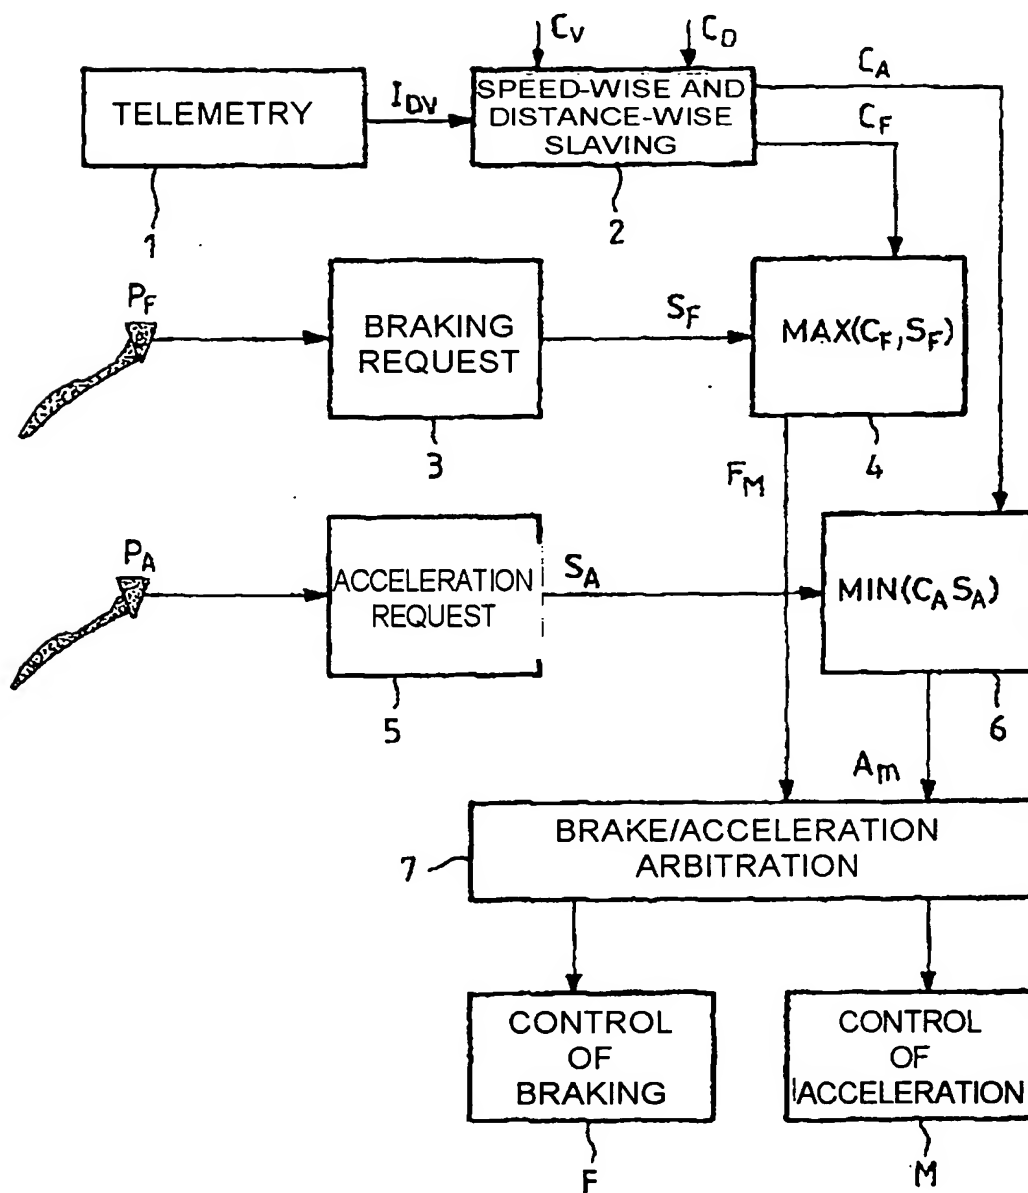 C_V
C_D
C_A
TELEMETRY
I_DV
SPEED-WISE AND
DISTANCE-WISE
SLAVING
C_F
1
2
P_F
BRAKING
REQUEST
S_F
MAX(C_F,S_F)
3
4
F_M
P_A
ACCELERATION
REQUEST
S_A
MIN(C_A S_A)
5
6
A_m
BRAKE/ACCELERATION
ARBITRATION
7
CONTROL
OF
BRAKING
CONTROL
OF
ACCELERATION
F
M